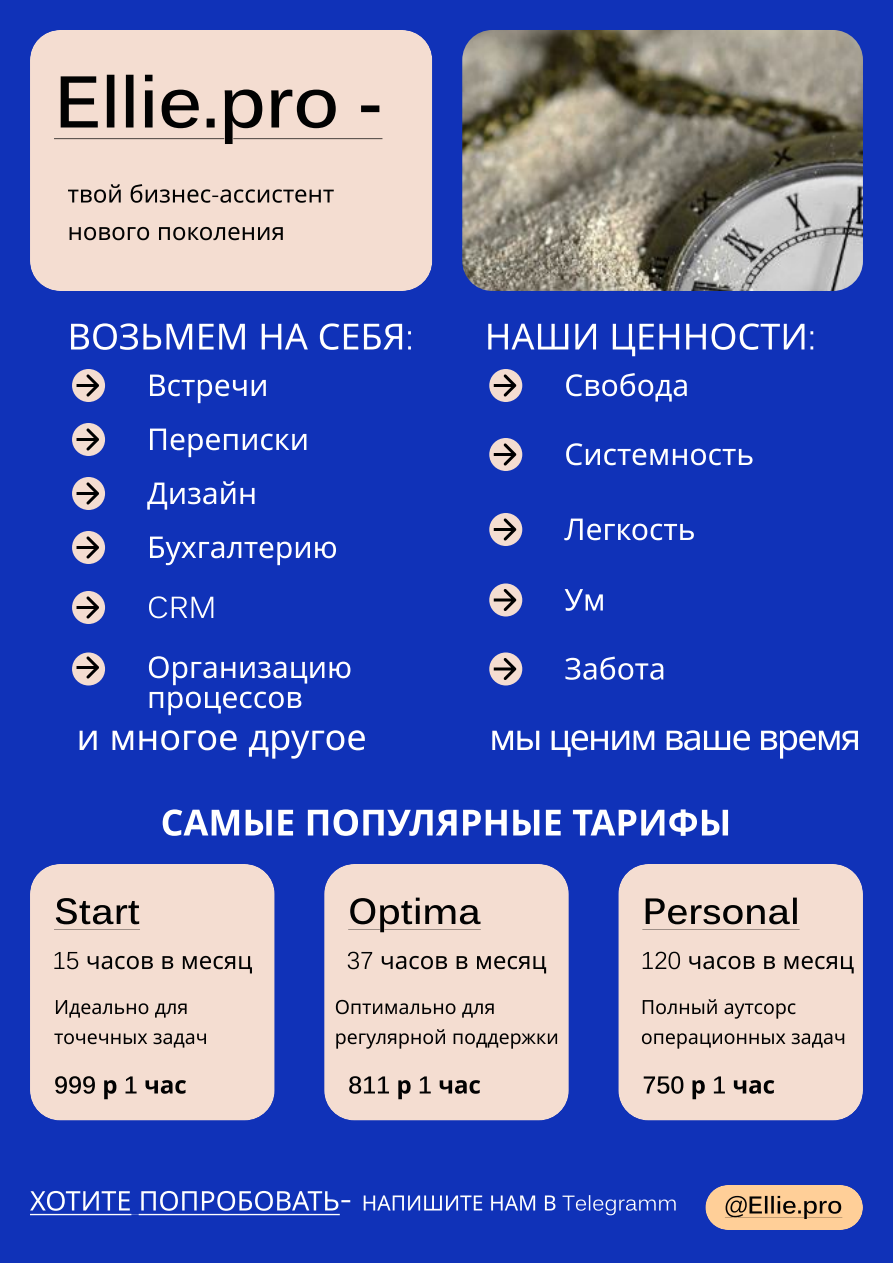 Ellie.pro -
твой бизнес-ассистент
нового поколения
ВОЗЬМЕМ НА СЕБЯ:
Встречи
Переписки
Дизайн
Бухгалтерию
CRM
Организацию
процессов
и многое другое
НАШИ ЦЕННОСТИ:
Свобода
Системность
Легкость
Ум
Забота
мы ценим ваше время
САМЫЕ ПОПУЛЯРНЫЕ ТАРИФЫ
Start
15 часов в месяц
Идеально для
точечных задач
999 р 1 час
Optima
37 часов в месяц
Оптимально для
регулярной поддержки
811 р 1 час
Personal
120 часов в месяц
Полный аутсорс
операционных задач
750 р 1 час
ХОТИТЕ ПОПРОБОВАТЬ- НАПИШИТЕ НАМ В Telegramm
@Ellie.pro